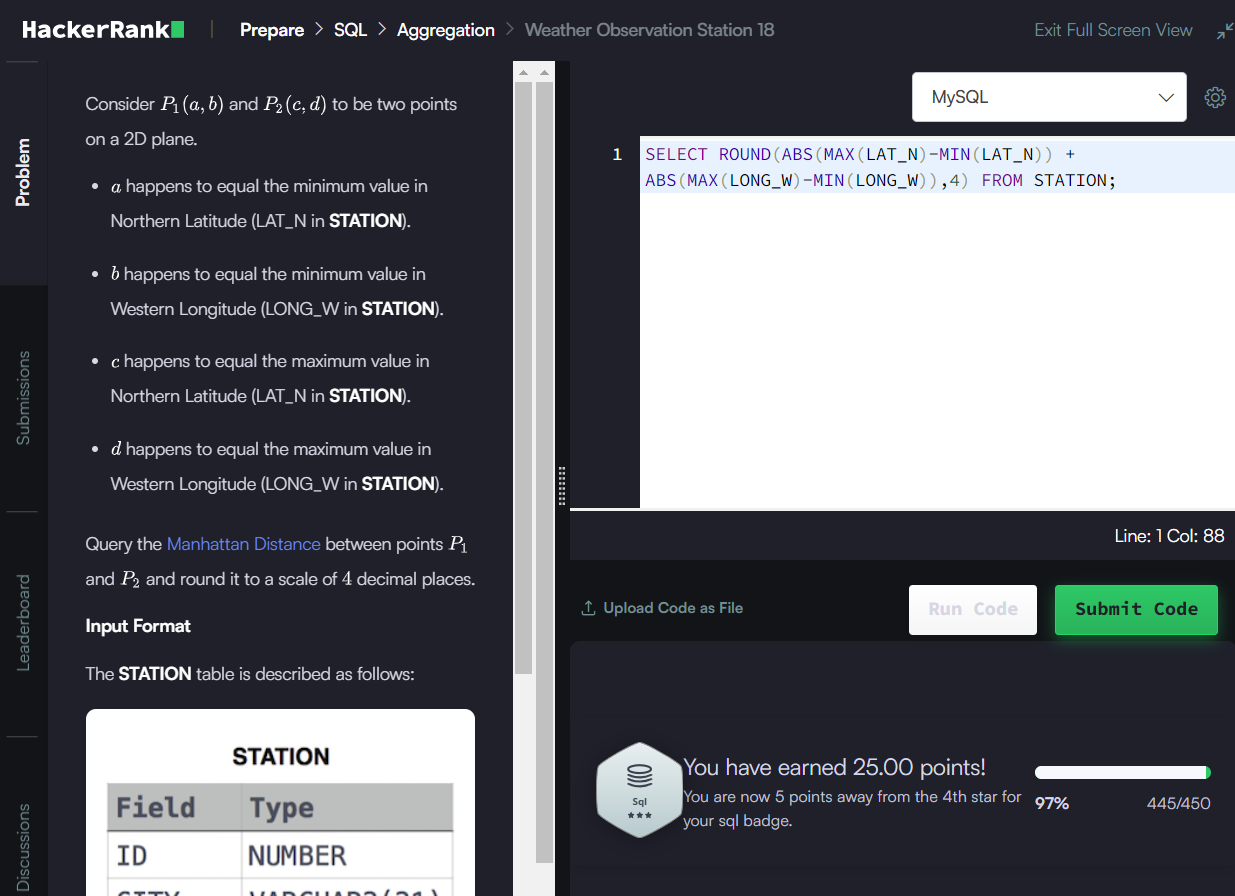 HackerRank
Prepare > SQL > Aggregation > Weather Observation Station 18
Exit Full Screen View
Problem
Submissions
Leaderboard
Discussions
Consider P₁(a, b) and P₂(c, d) to be two points
on a 2D plane.
• a happens to equal the minimum value in
Northern Latitude (LAT_N in STATION).
• b happens to equal the minimum value in
Western Longitude (LONG_W in STATION).
• c happens to equal the maximum value in
Northern Latitude (LAT_N in STATION).
• d happens to equal the maximum value in
Western Longitude (LONG_W in STATION).
Query the Manhattan Distance between points P₁
and P₂ and round it to a scale of 4 decimal places.
Input Format
The STATION table is described as follows:
STATION
Field Type
ID NUMBER
CITY VARCHAR2(21)
MySQL
1 SELECT ROUND(ABS(MAX(LAT_N)-MIN(LAT_N)) +
ABS(MAX(LONG_W)-MIN(LONG_W)),4) FROM STATION;
Line: 1 Col: 88
Upload Code as File
Run Code
Submit Code
Sql
You have earned 25.00 points!
You are now 5 points away from the 4th star for
your sql badge.
97% 445/450